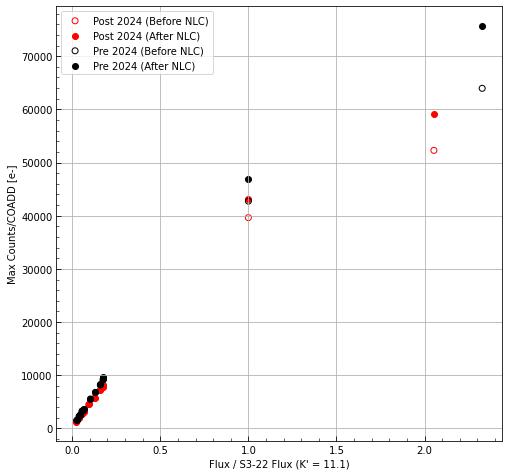 Post 2024 (Before NLC)
Post 2024 (After NLC)
Pre 2024 (Before NLC)
Pre 2024 (After NLC)
Max Counts/COADD [e-]
70000
60000
50000
40000
30000
20000
10000
0
0.0 0.5 1.0 1.5 2.0
Flux / S3-22 Flux (K' = 11.1)